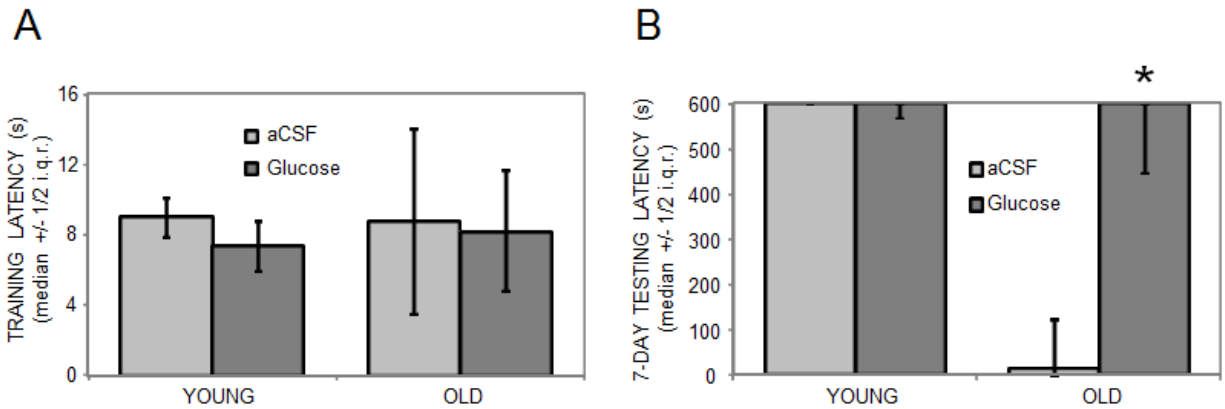 A
TRAINING LATENCY (s)
(median +/- 1/2 i.q.r.)
16
12
8
4
0
aCSF
Glucose
YOUNG
OLD
B
7-DAY TESTING LATENCY (s)
(median +/- 1/2 i.q.r.)
600
500
400
300
200
100
0
*
aCSF
Glucose
YOUNG
OLD